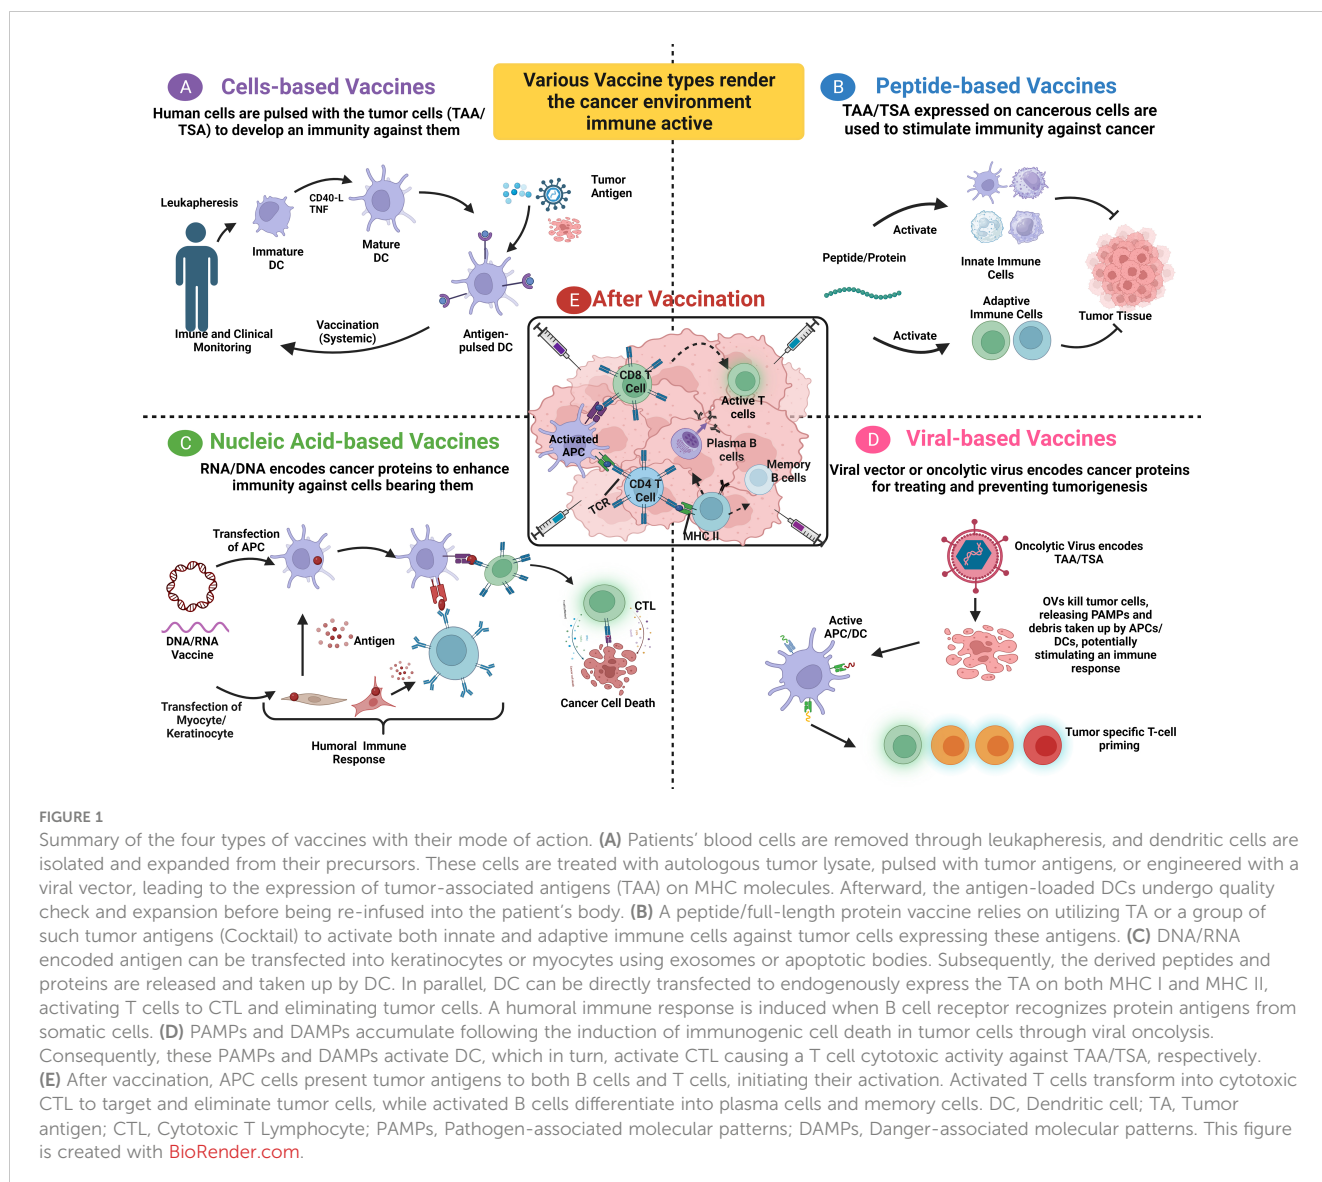 Various Vaccine types render
the cancer environment
immune active
A Cells-based Vaccines
Human cells are pulsed with the tumor cells (TAA/
TSA) to develop an immunity against them
Leukapheresis
Immature
DC
CD40-L
TNF
Mature
DC
Tumor
Antigen
Antigen-
pulsed DC
Vaccination
(Systemic)
Imune and Clinical
Monitoring
B Peptide-based Vaccines
TAA/TSA expressed on cancerous cells are
used to stimulate immunity against cancer
Peptide/Protein
Activate
Innate Immune
Cells
Activate
Adaptive
Immune Cells
Tumor Tissue
E After Vaccination
CD8 T
Cell
Active T
cells
Activated
APC
Plasma B
cells
Memory
B cells
CD4 T
Cell
TCR
MHC II
C Nucleic Acid-based Vaccines
RNA/DNA encodes cancer proteins to enhance
immunity against cells bearing them
Transfection
of APC
DNA/RNA
Vaccine
Antigen
Transfection of
Myocyte/
Keratinocyte
Humoral Immune
Response
CTL
Cancer Cell Death
D Viral-based Vaccines
Viral vector or oncolytic virus encodes cancer proteins
for treating and preventing tumorigenesis
Oncolytic Virus encodes
TAA/TSA
OVs kill tumor cells,
releasing PAMPs and
debris taken up by APCs/
DCs, potentially
stimulating an immune
response
Active
APC/DC
Tumor specific T-cell
priming
FIGURE 1
Summary of the four types of vaccines with their mode of action. (A) Patients’ blood cells are removed through leukapheresis, and dendritic cells are
isolated and expanded from their precursors. These cells are treated with autologous tumor lysate, pulsed with tumor antigens, or engineered with a
viral vector, leading to the expression of tumor-associated antigens (TAA) on MHC molecules. Afterward, the antigen-loaded DCs undergo quality
check and expansion before being re-infused into the patient’s body. (B) A peptide/full-length protein vaccine relies on utilizing TA or a group of
such tumor antigens (Cocktail) to activate both innate and adaptive immune cells against tumor cells expressing these antigens. (C) DNA/RNA
encoded antigen can be transfected into keratinocytes or myocytes using exosomes or apoptotic bodies. Subsequently, the derived peptides and
proteins are released and taken up by DC. In parallel, DC can be directly transfected to endogenously express the TA on both MHC I and MHC II,
activating T cells to CTL and eliminating tumor cells. A humoral immune response is induced when B cell receptor recognizes protein antigens from
somatic cells. (D) PAMPs and DAMPs accumulate following the induction of immunogenic cell death in tumor cells through viral oncolysis.
Consequently, these PAMPs and DAMPs activate DC, which in turn, activate CTL causing a T cell cytotoxic activity against TAA/TSA, respectively.
(E) After vaccination, APC cells present tumor antigens to both B cells and T cells, initiating their activation. Activated T cells transform into cytotoxic
CTL to target and eliminate tumor cells, while activated B cells differentiate into plasma cells and memory cells. DC, Dendritic cell; TA, Tumor
antigen; CTL, Cytotoxic T Lymphocyte; PAMPs, Pathogen-associated molecular patterns; DAMPs, Danger-associated molecular patterns. This figure
is created with BioRender.com.